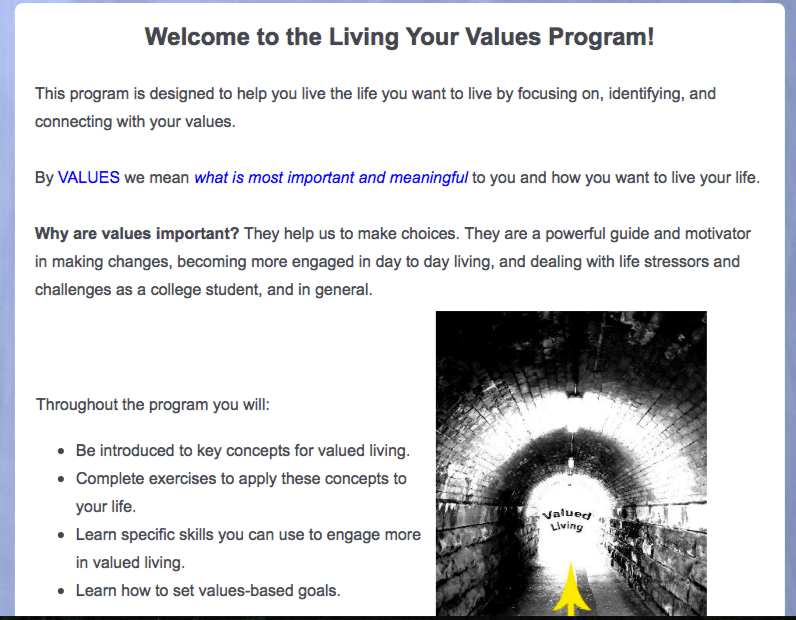 Welcome to the Living Your Values Program!
This program is designed to help you live the life you want to live by focusing on, identifying, and
connecting with your values.
By VALUES we mean what is most important and meaningful to you and how you want to live your life.
Why are values important? They help us to make choices. They are a powerful guide and motivator
in making changes, becoming more engaged in day to day living, and dealing with life stressors and
challenges as a college student, and in general.
Throughout the program you will:
• Be introduced to key concepts for valued living.
• Complete exercises to apply these concepts to
your life.
• Learn specific skills you can use to engage more
in valued living.
• Learn how to set values-based goals.
Valued
Living